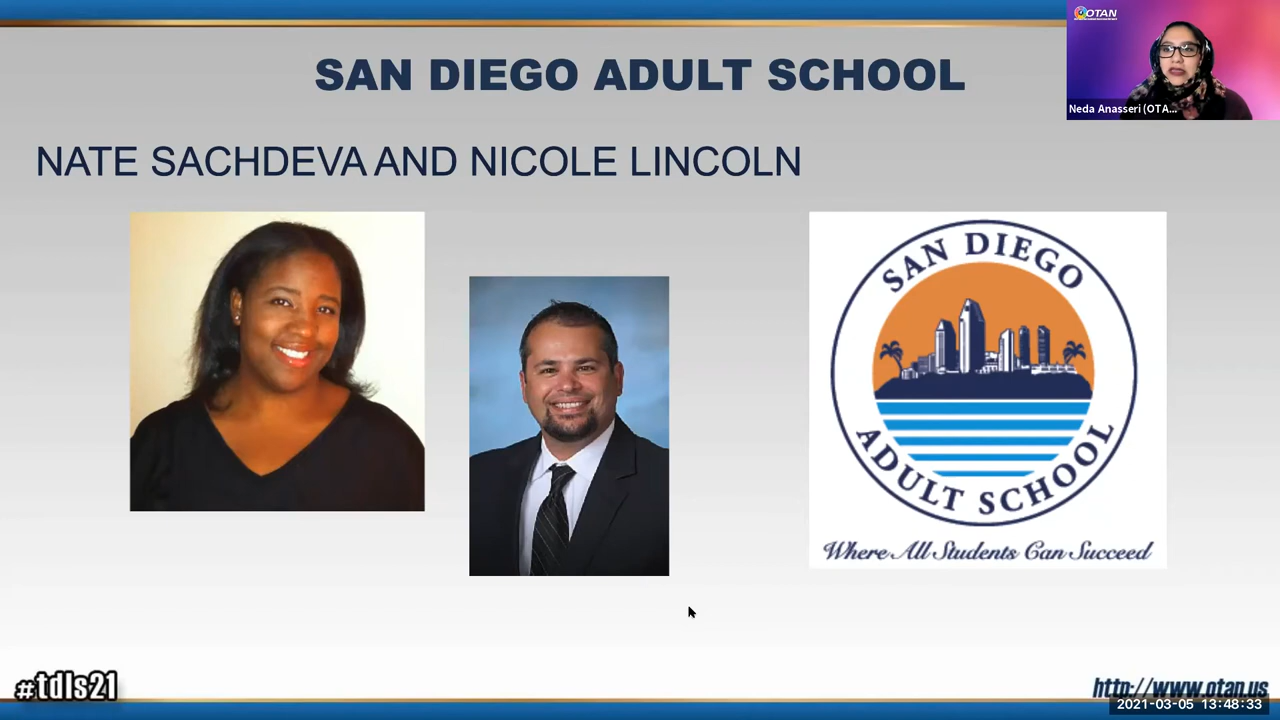 SAN DIEGO ADULT SCHOOL
OTAN
Neda Anasseri (OTA...
NATE SACHDEVA AND NICOLE LINCOLN
SAN DIEGO
ADULT SCHOOL
Where All Students Can Succeed
#tdls21
http://www.otan.us
2021-03-05 13:48:33